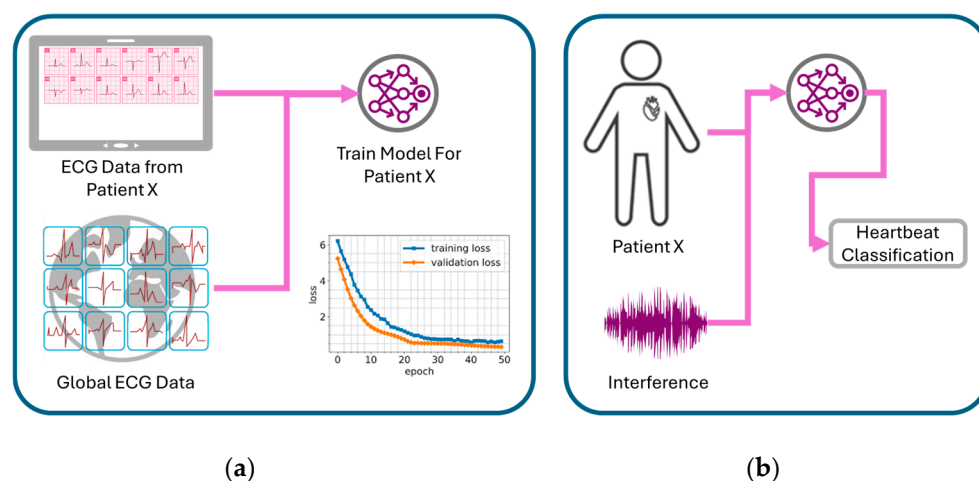 ECG Data from
Patient X
Train Model For
Patient X
Global ECG Data
training loss
validation loss
loss
6
4
2
0 10 20 30 40 50
epoch
Patient X
Interference
Heartbeat
Classification
(a)
(b)